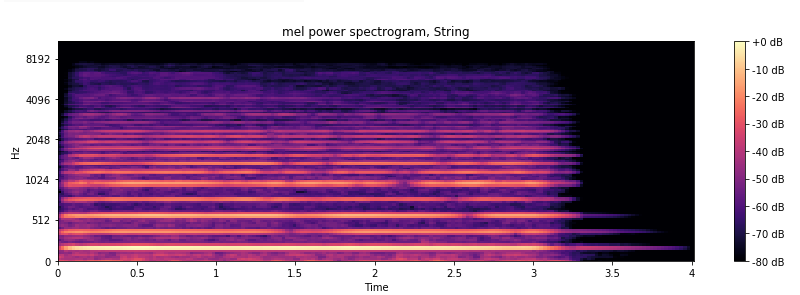 mel power spectrogram, String
Hz
8192
4096
2048
1024
512
0
0 0.5 1 1.5 2 2.5 3 3.5 4
Time
+0 dB
-10 dB
-20 dB
-30 dB
-40 dB
-50 dB
-60 dB
-70 dB
-80 dB